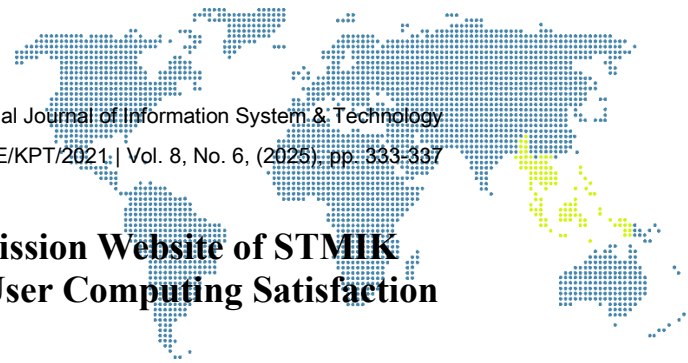 al Journal of Information System & Technology
E/KPT/2021 | Vol. 8, No. 6, (2025), pp. 333-337
ission Website of STMIK
User Computing Satisfaction